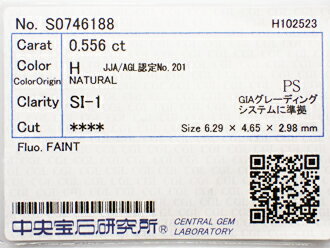 No. S0746188 H102523
Carat 0.556 ct
Color H JJA/AGL認定No.201
ColorOrigin NATURAL
Clarity SI-1 PS
GIAグレーディング
システムに準拠
Cut **** Size 6.29 × 4.65 × 2.98 mm
Fluo. FAINT
中央宝石研究所® CENTRAL GEM
LABORATORY